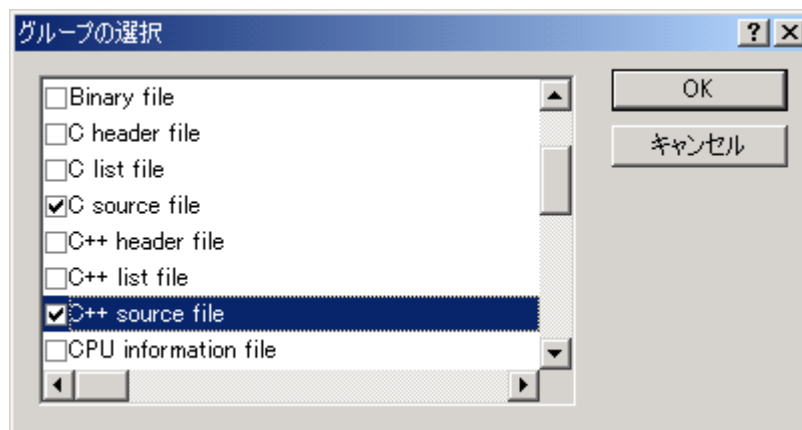 グループの選択
Binary file
C header file
C list file
C source file
C++ header file
C++ list file
C++ source file
CPU information file
OK
キャンセル